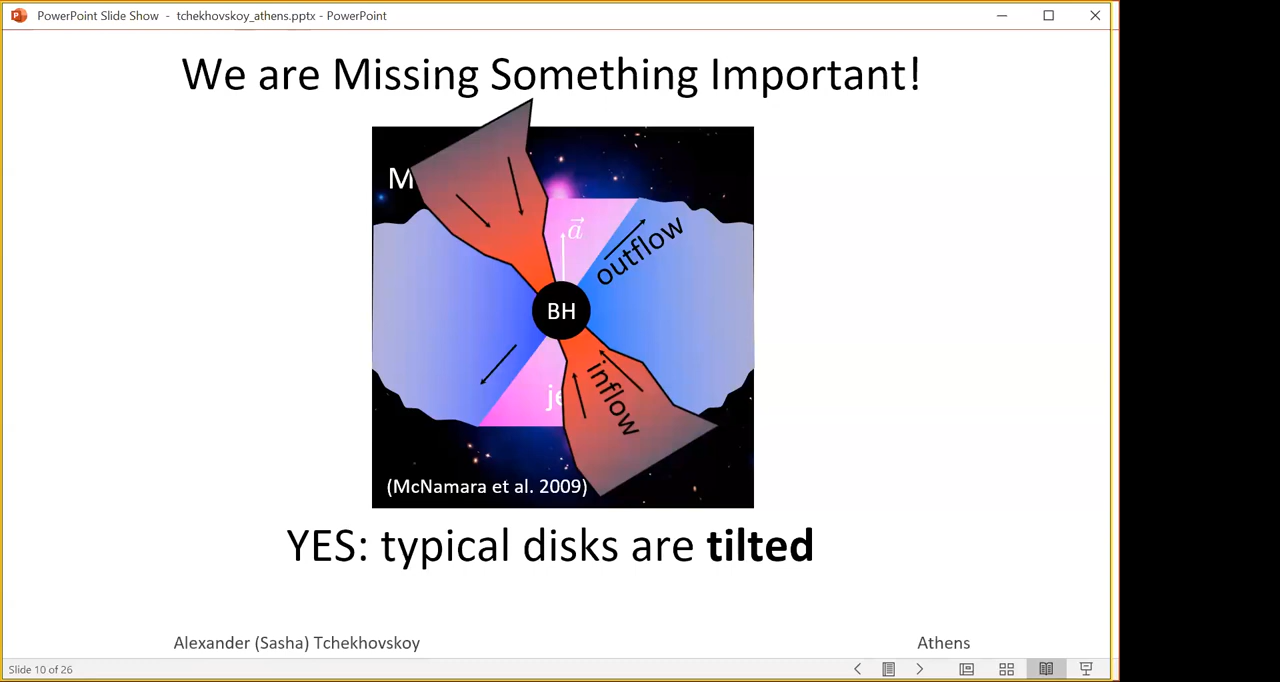 PowerPoint Slide Show - tchekhovskoy_athens.pptx - PowerPoint
We are Missing Something Important!
M
a
outflow
BH
inflow
je
(McNamara et al. 2009)
YES: typical disks are tilted
Alexander (Sasha) Tchekhovskoy
Athens
Slide 10 of 26